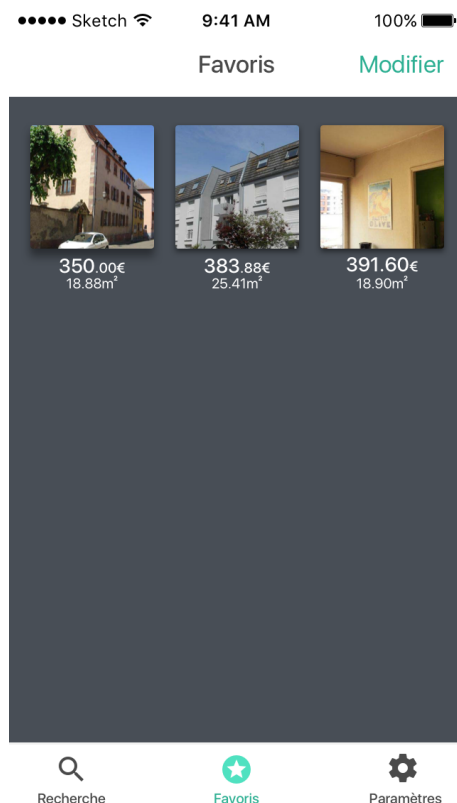 Sketch 9:41 AM 100%
Favoris Modifier
350.00€ 383.88€ 391.60€
18.88m² 25.41m² 18.90m²
Recherche Favoris Paramètres